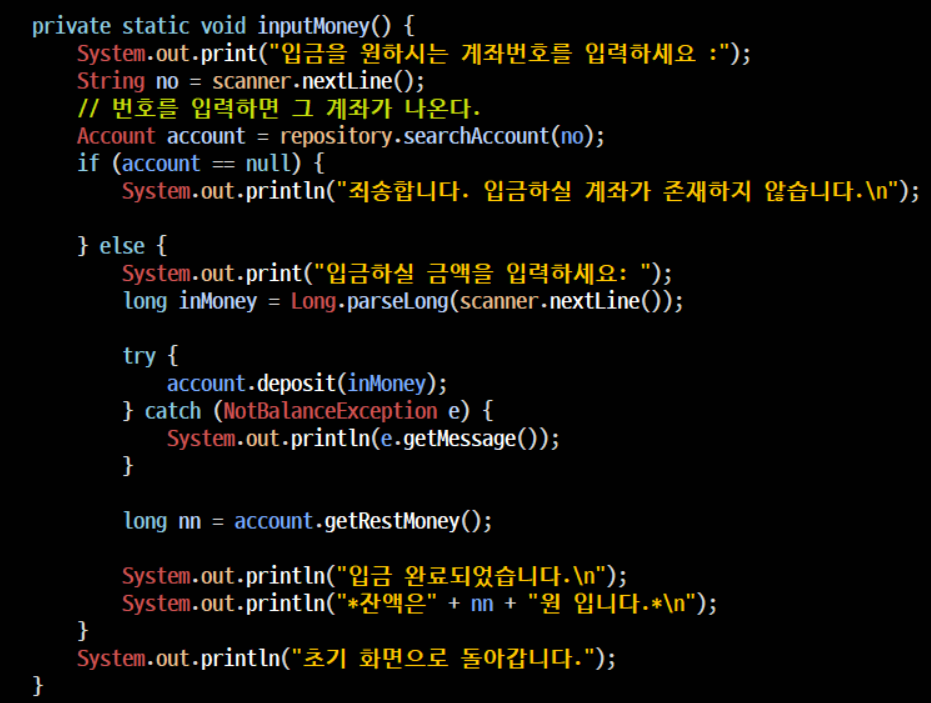 private static void inputMoney() {
System.out.print("입금을 원하시는 계좌번호를 입력하세요 :");
String no = scanner.nextLine();
// 번호를 입력하면 그 계좌가 나온다.
Account account = repository.searchAccount(no);
if (account == null) {
System.out.println("죄송합니다. 입금하실 계좌가 존재하지 않습니다.\n");
} else {
System.out.print("입금하실 금액을 입력하세요: ");
long inMoney = Long.parseLong(scanner.nextLine());
try {
account.deposit(inMoney);
} catch (NotBalanceException e) {
System.out.println(e.getMessage());
}
long nn = account.getRestMoney();
System.out.println("입금 완료되었습니다.\n");
System.out.println("*잔액은" + nn + "원 입니다.*\n");
}
System.out.println("초기 화면으로 돌아갑니다.");
}